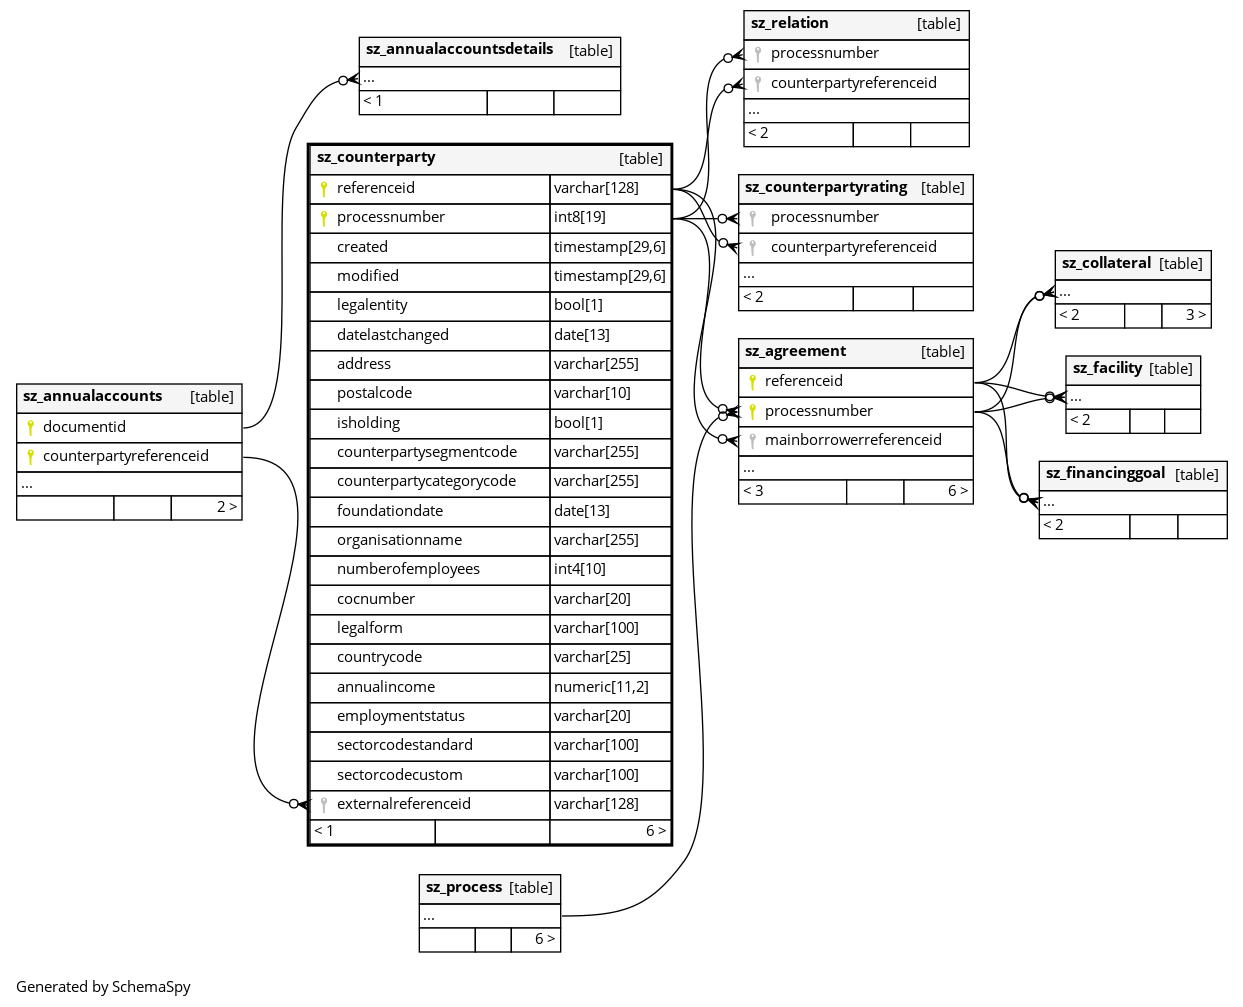 sz_annualaccountsdetails [table]
...
< 1
sz_relation [table]
processnumber
counterpartyreferenceid
...
< 2
sz_counterparty [table]
referenceid varchar[128]
processnumber int8[19]
created timestamp[29,6]
modified timestamp[29,6]
legalentity bool[1]
datelastchanged date[13]
address varchar[255]
postalcode varchar[10]
isholding bool[1]
counterpartysegmentcode varchar[255]
counterpartycategorycode varchar[255]
foundationdate date[13]
organisationname varchar[255]
numberofemployees int4[10]
cocnumber varchar[20]
legalform varchar[100]
countrycode varchar[25]
annualincome numeric[11,2]
employmentstatus varchar[20]
sectorcodestandard varchar[100]
sectorcodecustom varchar[100]
externalreferenceid varchar[128]
< 1 6 >
sz_counterpartyrating [table]
processnumber
counterpartyreferenceid
...
< 2
sz_collateral [table]
...
< 2 3 >
sz_agreement [table]
referenceid
processnumber
mainborrowerreferenceid
...
< 3 6 >
sz_facility [table]
...
< 2
sz_annualaccounts [table]
documentid
counterpartyreferenceid
...
2 >
sz_financinggoal [table]
...
< 2
sz_process [table]
...
6 >
Generated by SchemaSpy